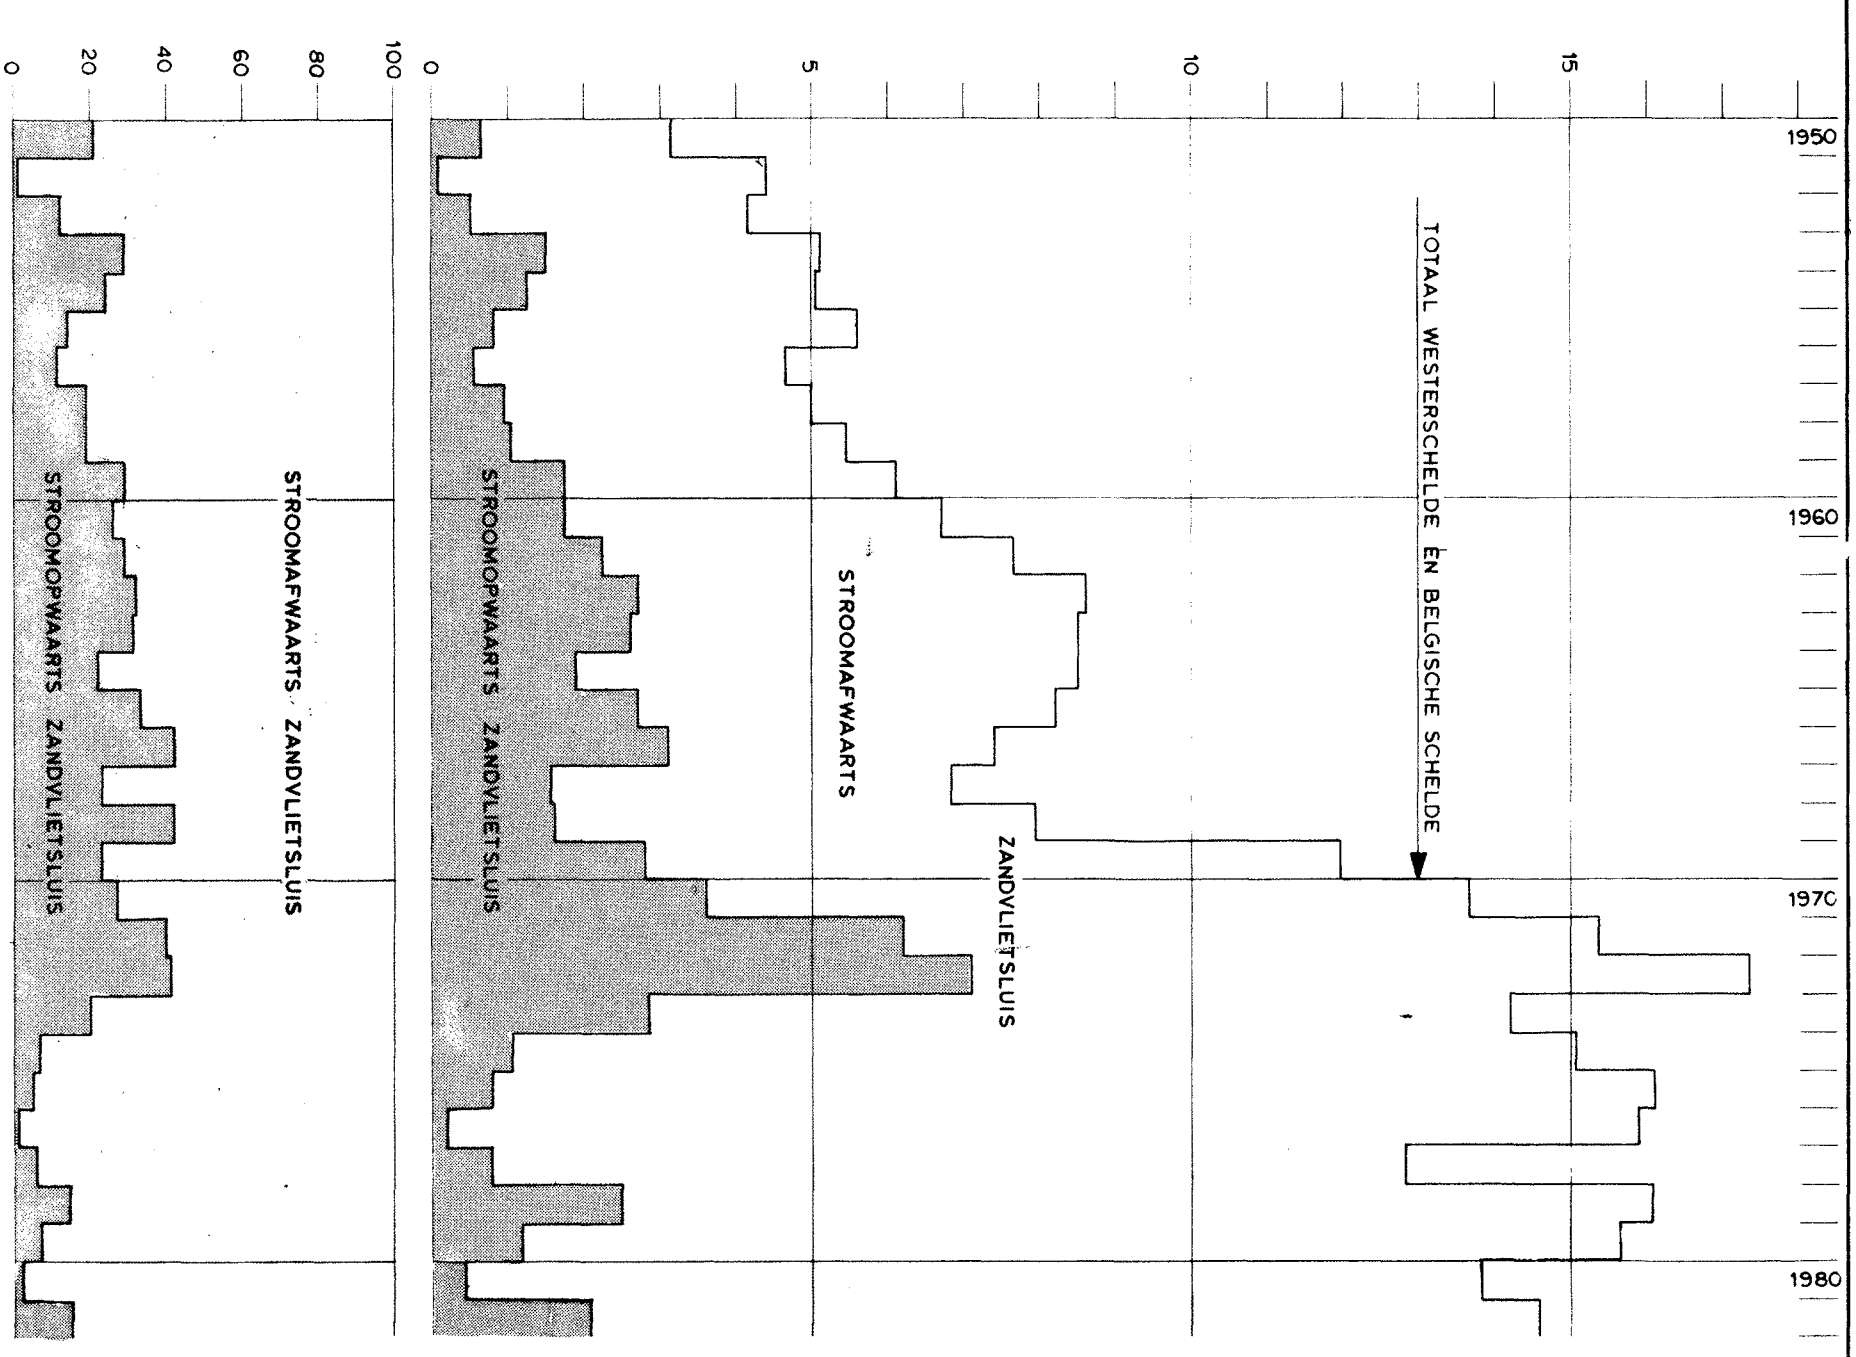 1950
1960
1970
1980
15
10
5
0
TOTAAL WESTERSCHELDE EN BELGISCHE SCHELDE
STROOMAFWAARTS
ZANDVLIETSLUIS
STROOMOPWAARTS ZANDVLIETSLUIS
100
80
60
40
20
0
STROOMAFWAARTS ZANDVLIETSLUIS
STROOMOPWAARTS ZANDVLIETSLUIS